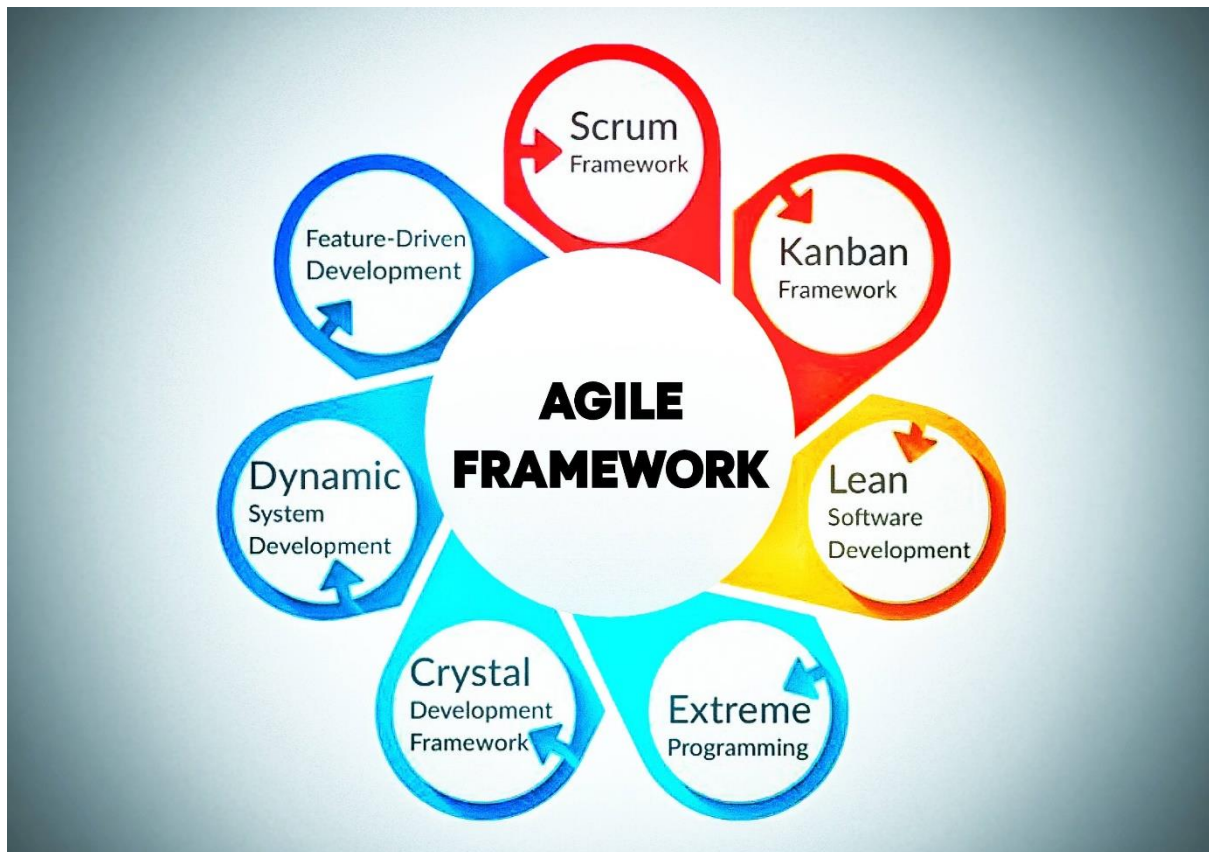 Scrum
Framework
Kanban
Framework
Lean
Software
Development
Extreme
Programming
Crystal
Development
Framework
Dynamic
System
Development
Feature-Driven
Development
AGILE
FRAMEWORK